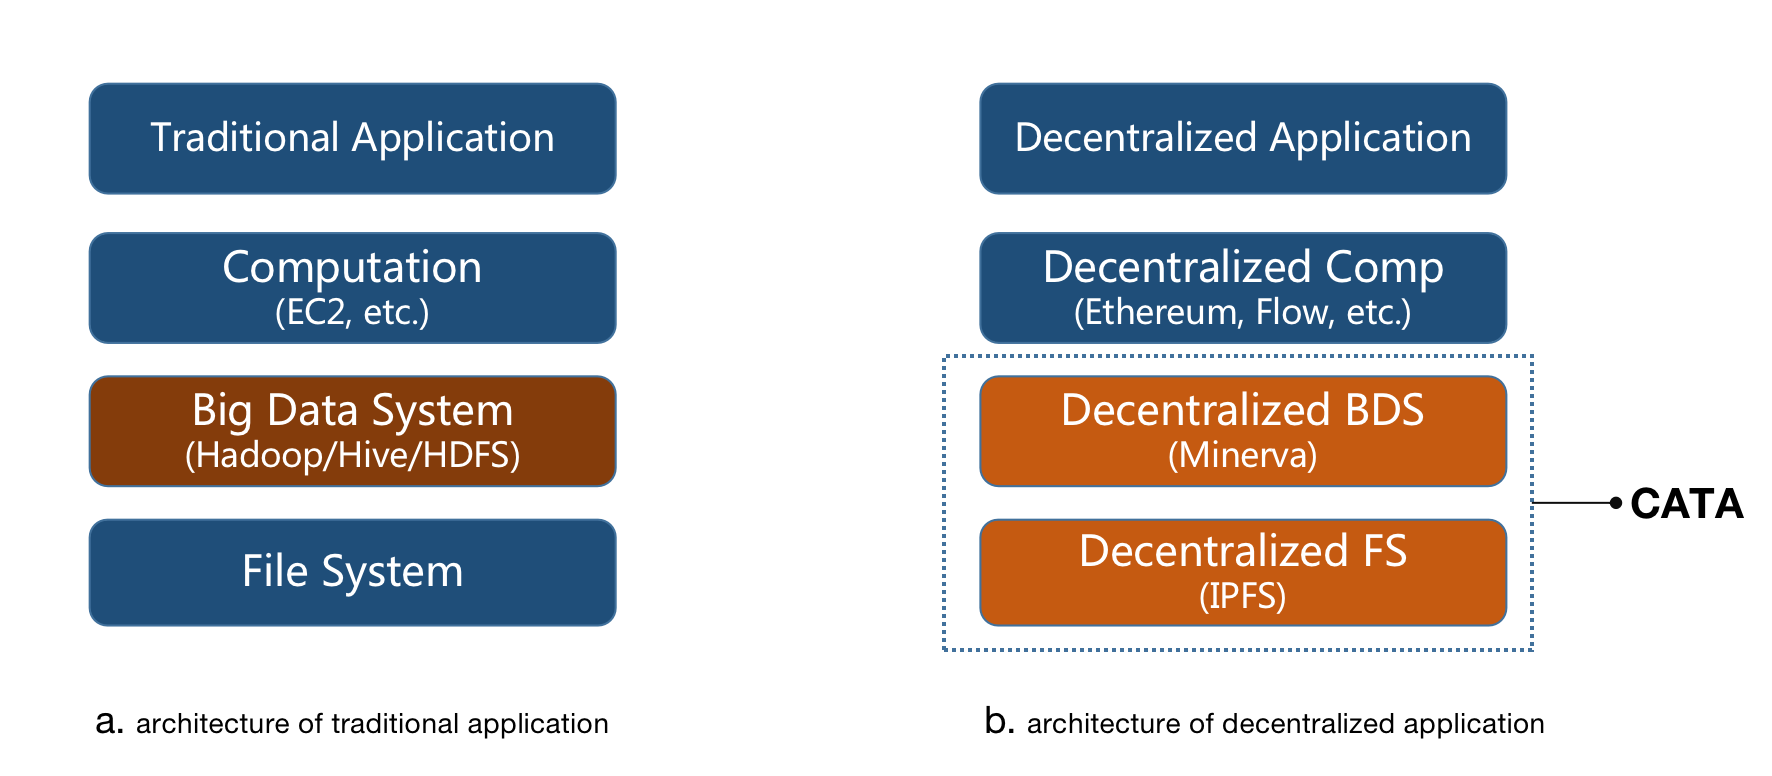 Traditional Application
Computation
(EC2, etc.)
Big Data System
(Hadoop/Hive/HDFS)
File System
a. architecture of traditional application
Decentralized Application
Decentralized Comp
(Ethereum, Flow, etc.)
Decentralized BDS
(Minerva)
Decentralized FS
(IPFS)
CATA
b. architecture of decentralized application